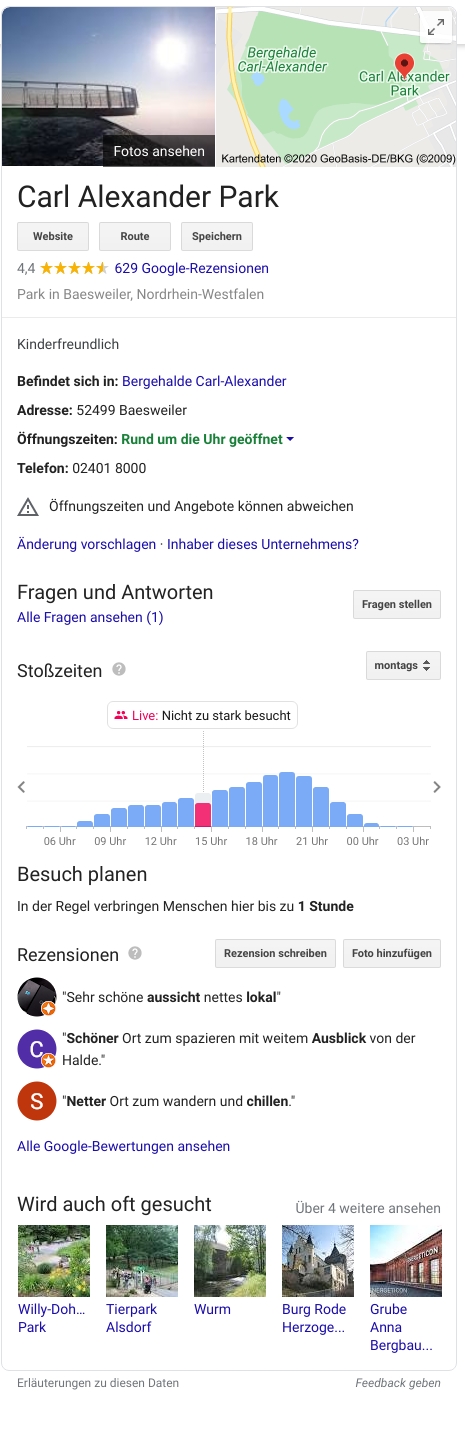 Bergehalde
Carl-Alexander
Carl Alexander
Park
Fotos ansehen
Kartendaten ©2020 GeoBasis-DE/BKG (©2009)
Carl Alexander Park
Website Route Speichern
4,4 629 Google-Rezensionen
Park in Baesweiler, Nordrhein-Westfalen
Kinderfreundlich
Befindet sich in: Bergehalde Carl-Alexander
Adresse: 52499 Baesweiler
Öffnungszeiten: Rund um die Uhr geöffnet
Telefon: 02401 8000
Öffnungszeiten und Angebote können abweichen
Änderung vorschlagen · Inhaber dieses Unternehmens?
Fragen und Antworten
Alle Fragen ansehen (1)
Fragen stellen
Stoßzeiten ?
montags
Live: Nicht zu stark besucht
06 Uhr 09 Uhr 12 Uhr 15 Uhr 18 Uhr 21 Uhr 00 Uhr 03 Uhr
Besuch planen
In der Regel verbringen Menschen hier bis zu 1 Stunde
Rezensionen ? Rezension schreiben Foto hinzufügen
"Sehr schöne aussicht nettes lokal"
C
"Schöner Ort zum spazieren mit weitem Ausblick von der
Halde."
S
"Netter Ort zum wandern und chillen."
Alle Google-Bewertungen ansehen
Wird auch oft gesucht Über 4 weitere ansehen
ENERGETICON
ENERGETICON
Willy-Doh... Tierpark Wurm Burg Rode Grube
Park Alsdorf Herzoge... Anna
Bergbau...
Erläuterungen zu diesen Daten Feedback geben